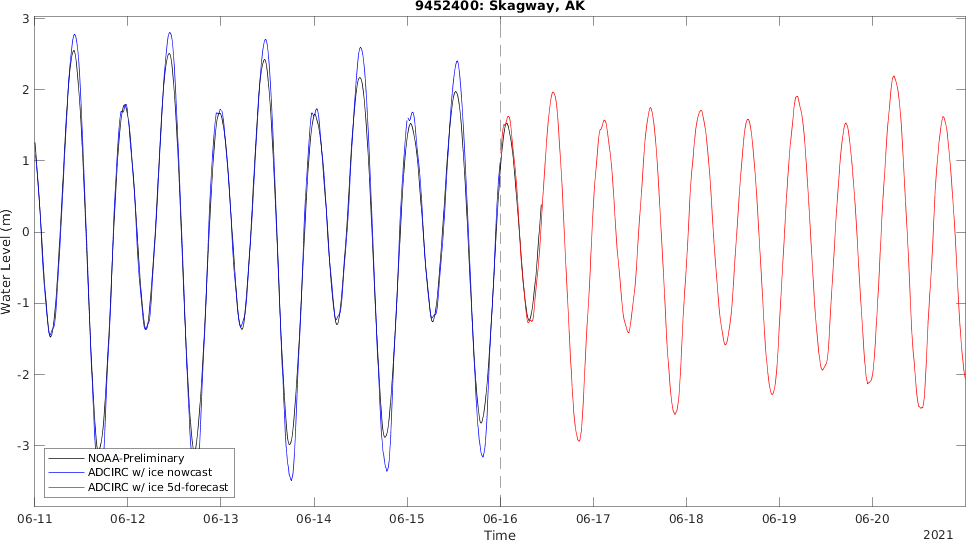 9452400: Skagway, AK
3
2
1
0
-1
-2
-3
Water Level (m)
NOAA-Preliminary
ADCIRC w/ ice nowcast
ADCIRC w/ ice 5d-forecast
06-11 06-12 06-13 06-14 06-15 06-16 06-17 06-18 06-19 06-20
Time
2021